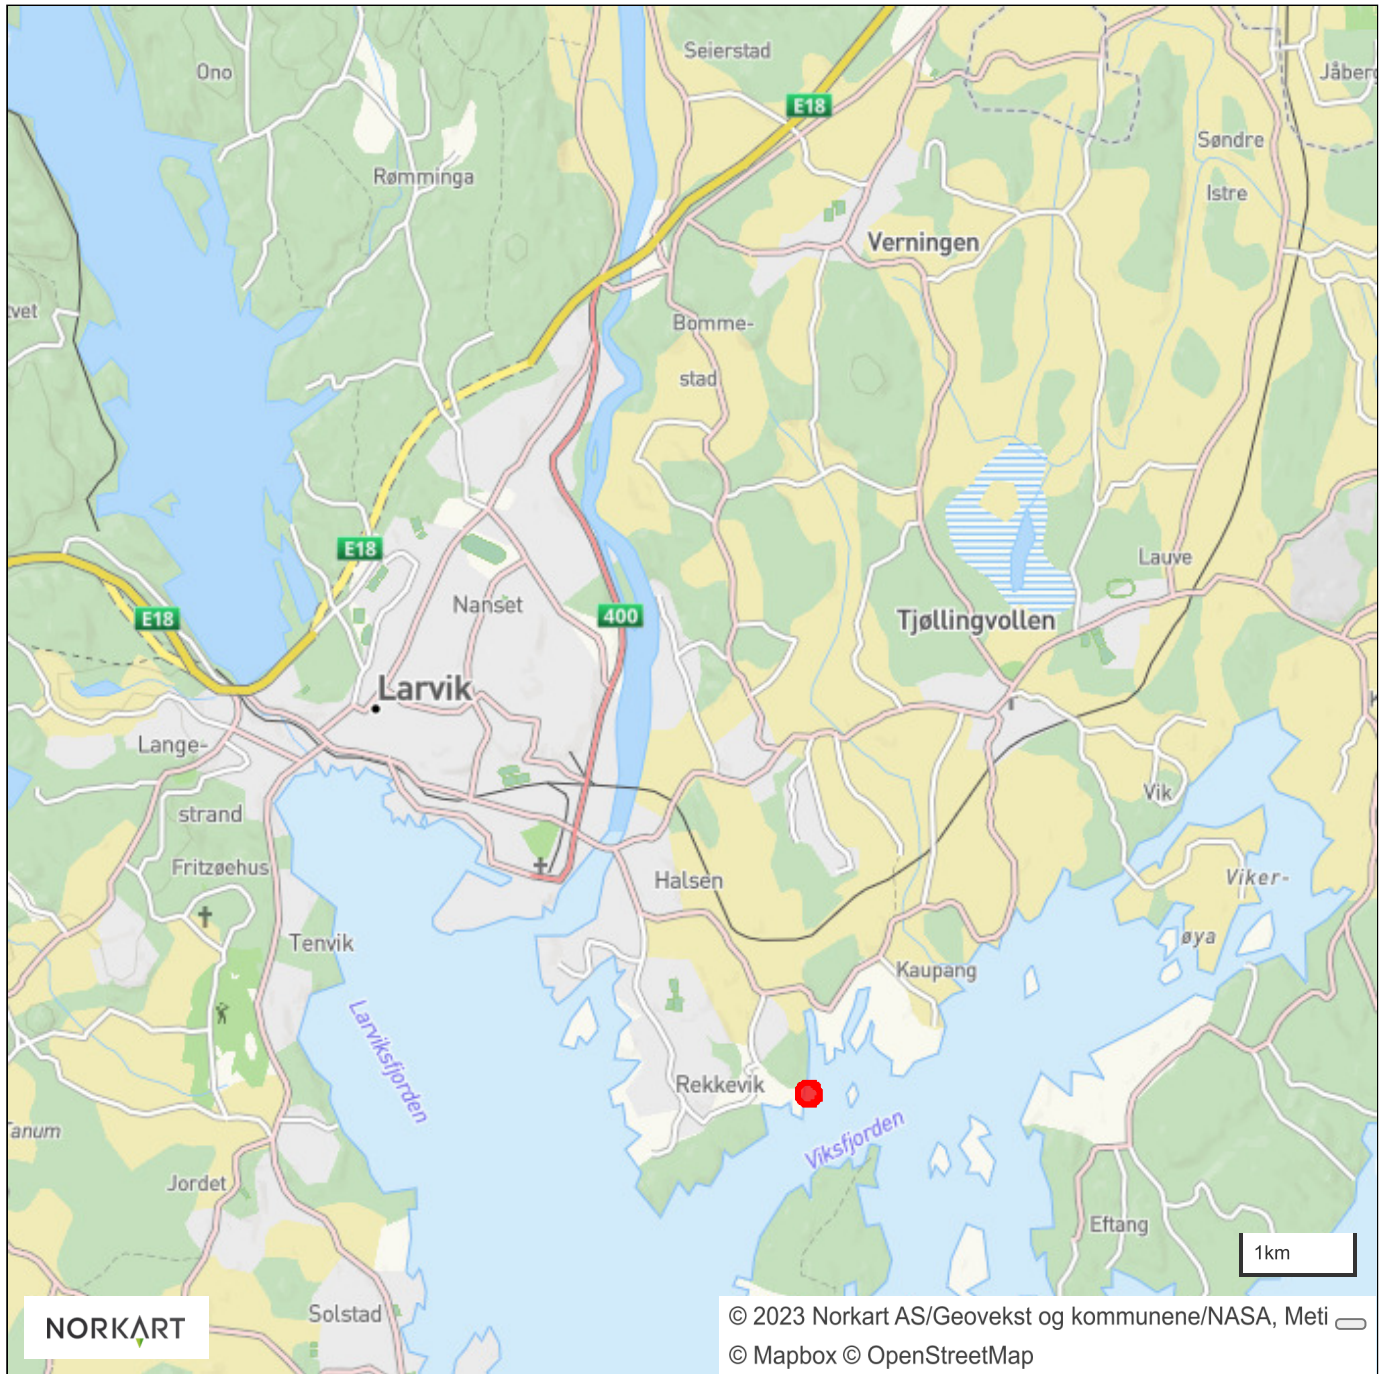 Seierstad
Ono
Jåberg
E18
Søndre
Rømminga
Istre
Verningen
tvet
Bomme-
stad
E18
Lauve
Nanset
E18
400
Tjøllingvollen
Larvik
Lange-
Vik
strand
Fritzøehus
Halsen
Viker-
Tenvik
øya
Kaupang
Larviksfjorden
Rekkevik
Viksfjorden
anum
Jordet
Eftang
1km
Solstad
NORKART
© 2023 Norkart AS/Geovekst og kommunene/NASA, Meti
© Mapbox © OpenStreetMap